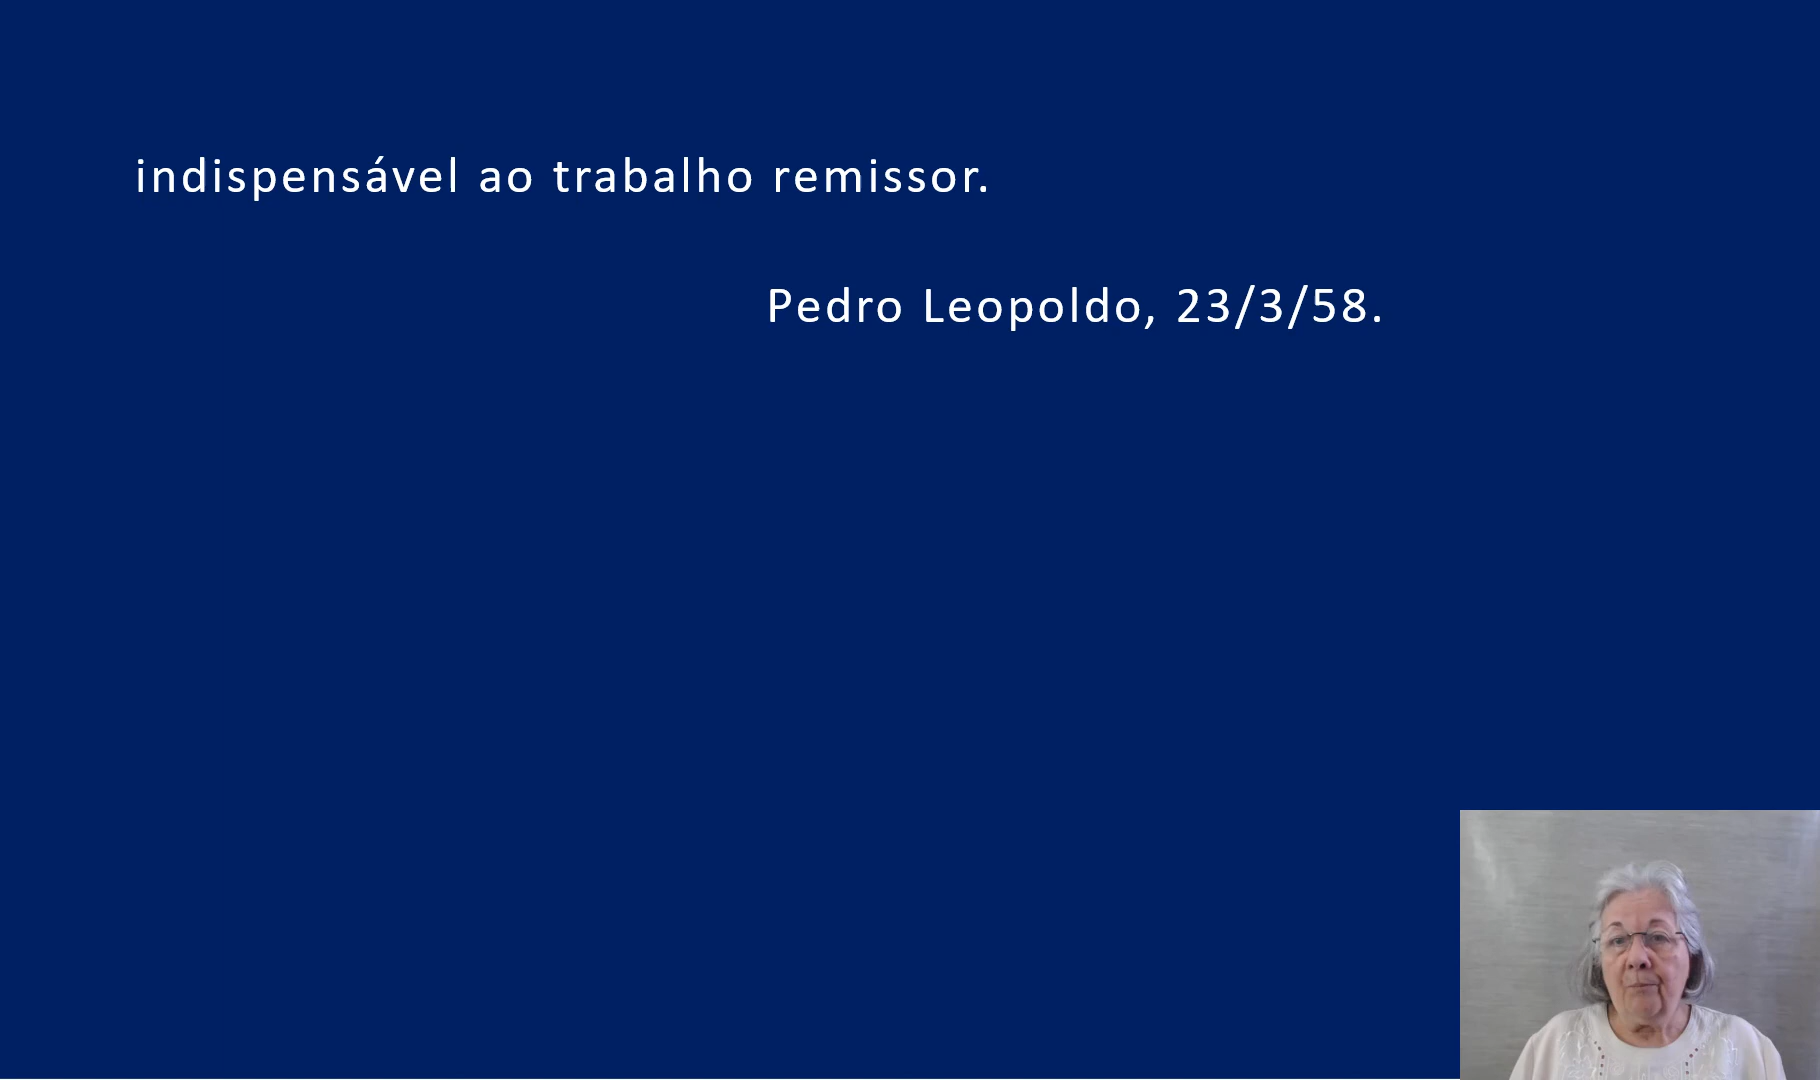 indispensável ao trabalho remissor.
Pedro Leopoldo, 23/3/58.